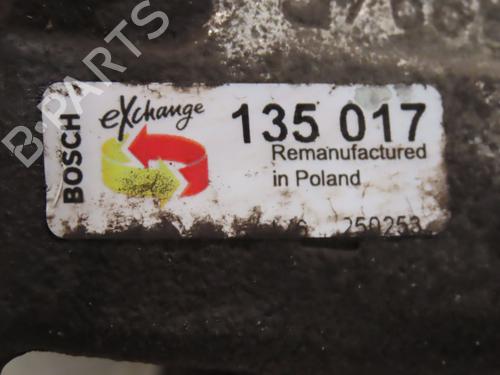 B-PARTS
BOSCH
eXchange
135 017
Remanufactured
in Poland
250253